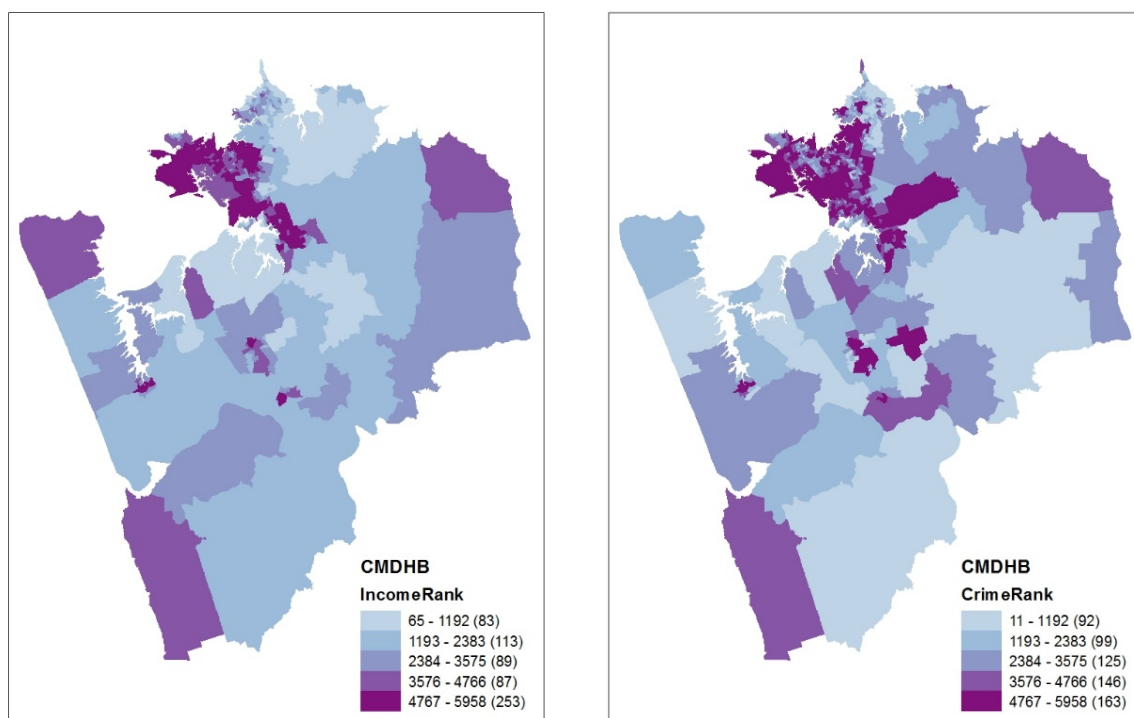 CMDHB
IncomeRank
65 - 1192 (83)
1193 - 2383 (113)
2384 - 3575 (89)
3576 - 4766 (87)
4767 - 5958 (253)
CMDHB
CrimeRank
11 - 1192 (92)
1193 - 2383 (99)
2384 - 3575 (125)
3576 - 4766 (146)
4767 - 5958 (163)